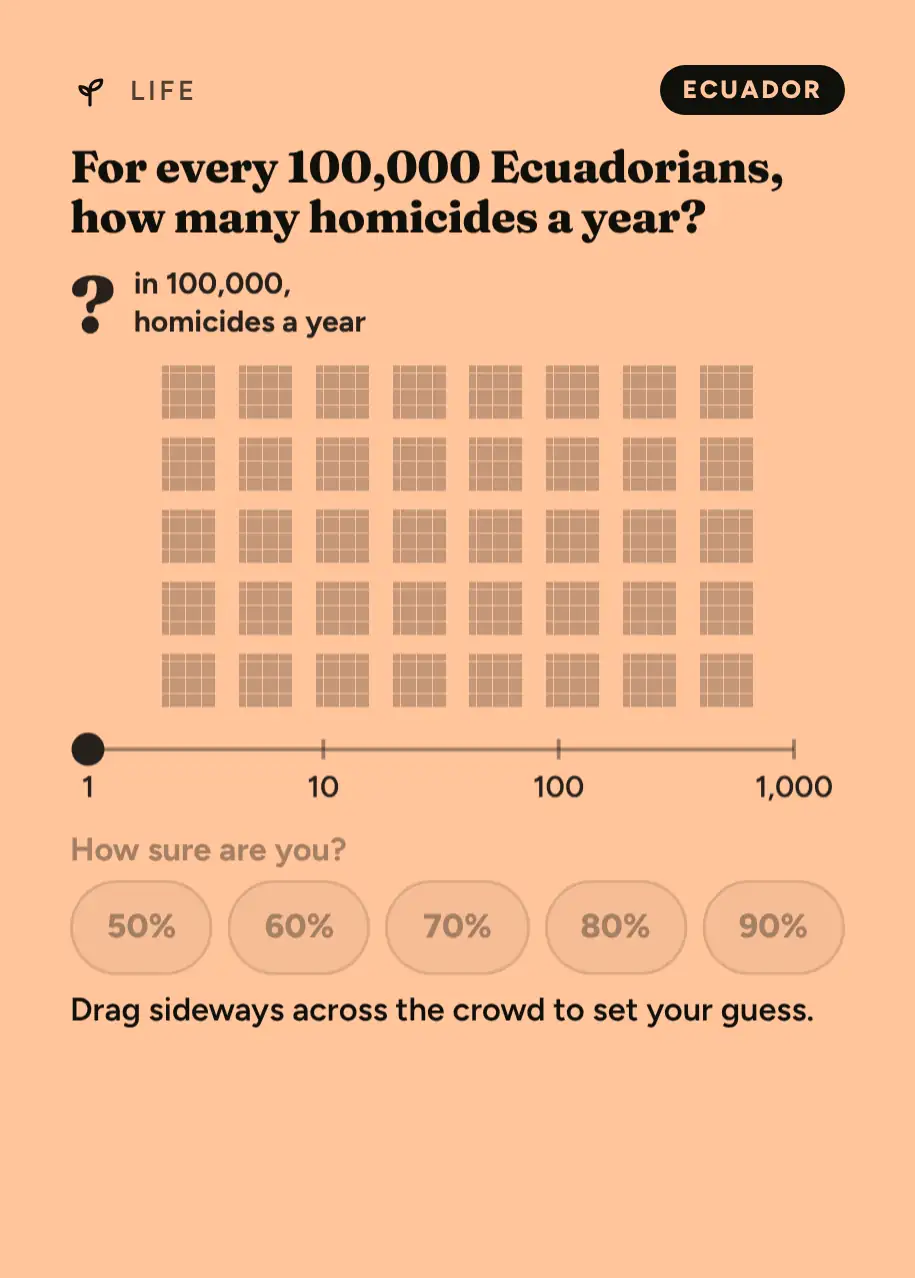 LIFE
ECUADOR
For every 100,000 Ecuadorians,
how many homicides a year?
?
in 100,000,
homicides a year
1
10
100
1,000
How sure are you?
50%
60%
70%
80%
90%
Drag sideways across the crowd to set your guess.